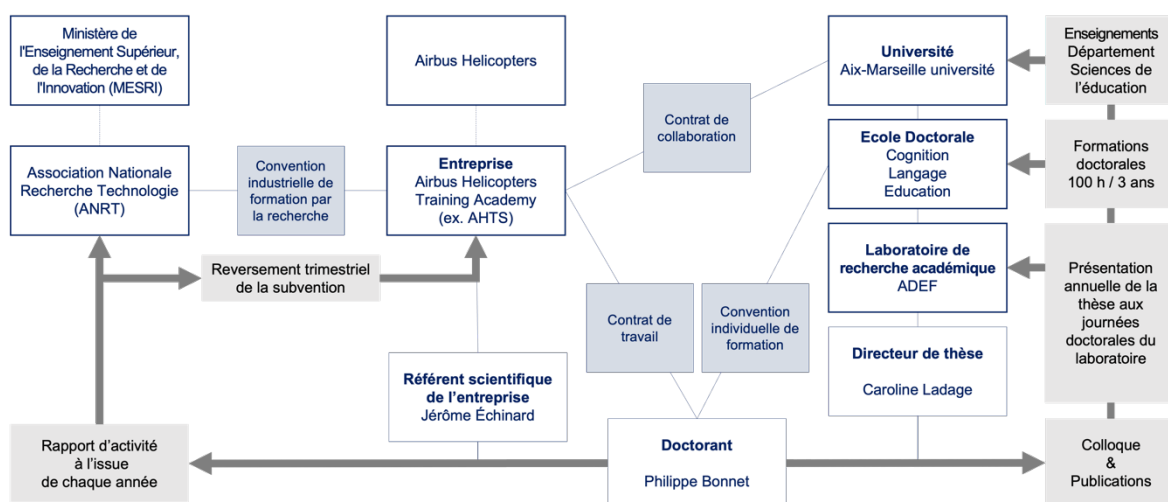 Ministère de
l'Enseignement Supérieur,
de la Recherche et de
l'Innovation (MESRI)
Airbus Helicopters
Université
Aix-Marseille université
Enseignements
Département
Sciences de
l'éducation
Contrat de
collaboration
Association Nationale
Recherche Technologie
(ANRT)
Convention
industrielle de
formation par
la recherche
Entreprise
Airbus Helicopters
Training Academy
(ex. AHTS)
Ecole Doctorale
Cognition
Langage
Education
Formations
doctorales
100 h / 3 ans
Reversement trimestriel
de la subvention
Laboratoire de
recherche académique
ADEF
Présentation
annuelle de la
thèse aux
journées
doctorales du
laboratoire
Contrat de
travail
Convention
individuelle de
formation
Référent scientifique
de l'entreprise
Jérôme Échinard
Directeur de thèse
Caroline Ladage
Rapport d'activité
à l'issue
de chaque année
Doctorant
Philippe Bonnet
Colloque
&
Publications